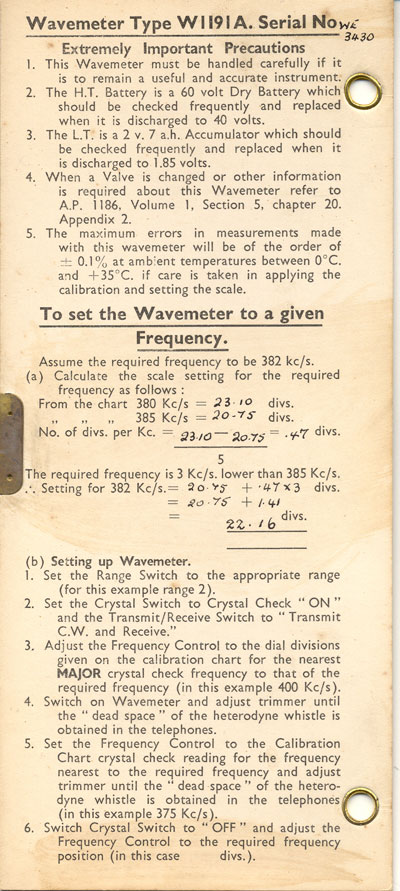 Wavemeter Type W1191A. Serial No WE
3430
Extremely Important Precautions
1. This Wavemeter must be handled carefully if it
is to remain a useful and accurate instrument.
2. The H.T. Battery is a 60 volt Dry Battery which
should be checked frequently and replaced
when it is discharged to 40 volts.
3. The L.T. is a 2 v. 7 a.h. Accumulator which should
be checked frequently and replaced when it
is discharged to 1.85 volts.
4. When a Valve is changed or other information
is required about this Wavemeter refer to
A.P. 1186, Volume 1, Section 5, chapter 20.
Appendix 2.
5. The maximum errors in measurements made
with this wavemeter will be of the order of
± 0.1% at ambient temperatures between 0°C.
and +35°C. if care is taken in applying the
calibration and setting the scale.
To set the Wavemeter to a given
Frequency.
Assume the required frequency to be 382 kc/s.
(a) Calculate the scale setting for the required
frequency as follows :
From the chart 380 Kc/s = 23.10 divs.
„ „ „ 385 Kc/s = 20.75 divs.
No. of divs. per Kc. = 23.10 — 20.75 = .47 divs.
5
The required frequency is 3 Kc/s. lower than 385 Kc/s.
∴ Setting for 382 Kc/s. = 20.75 + .47 x 3 divs.
= 20.75 + 1.41
= 22.16 divs.
(b) Setting up Wavemeter.
1. Set the Range Switch to the appropriate range
(for this example range 2).
2. Set the Crystal Switch to Crystal Check “ ON ”
and the Transmit/Receive Switch to “ Transmit
C.W. and Receive.”
3. Adjust the Frequency Control to the dial divisions
given on the calibration chart for the nearest
MAJOR crystal check frequency to that of the
required frequency (in this example 400 Kc/s).
4. Switch on Wavemeter and adjust trimmer until
the “ dead space ” of the heterodyne whistle is
obtained in the telephones.
5. Set the Frequency Control to the Calibration
Chart crystal check reading for the frequency
nearest to the required frequency and adjust
trimmer until the “ dead space ” of the hetero-
dyne whistle is obtained in the telephones
(in this example 375 Kc/s).
6. Switch Crystal Switch to “ OFF ” and adjust the
Frequency Control to the required frequency
position (in this case divs.).